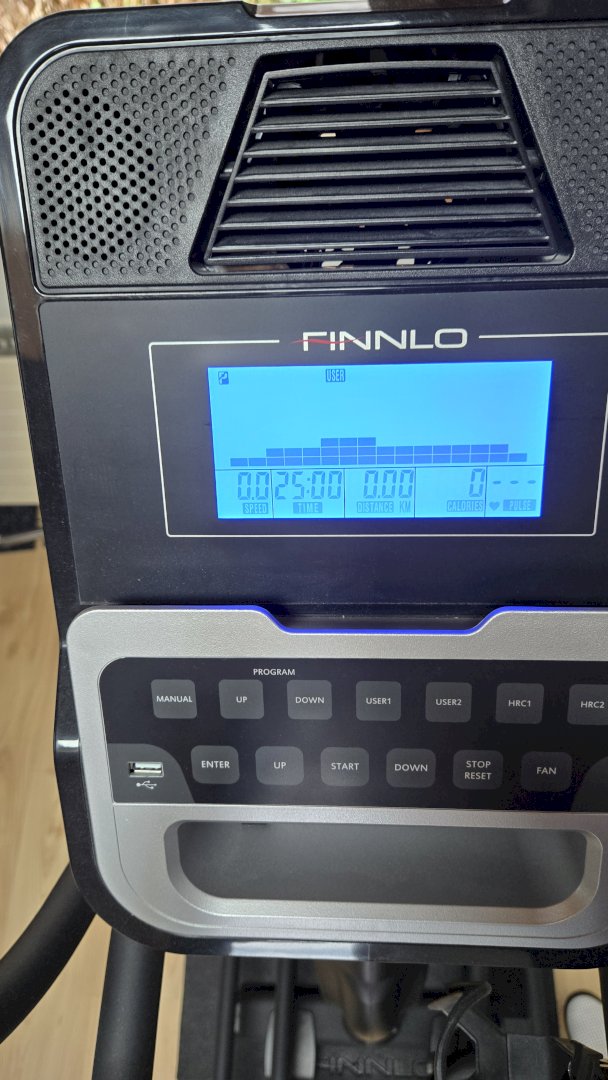 FINNLO
USER
0.0 25:00 0.00 0 ---
SPEED TIME DISTANCE KM CALORIES PULSE
PROGRAM
MANUAL UP DOWN USER1 USER2 HRC1 HRC2
ENTER UP START DOWN STOP RESET FAN
FINNLO